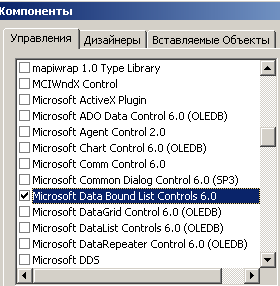 Компоненты
Управления
Дизайнеры
Вставляемые Объекты
mapiwrap 1.0 Type Library
MCIWndX Control
Microsoft ActiveX Plugin
Microsoft ADO Data Control 6.0 (OLEDB)
Microsoft Agent Control 2.0
Microsoft Chart Control 6.0 (OLEDB)
Microsoft Comm Control 6.0
Microsoft Common Dialog Control 6.0 (SP3)
Microsoft Data Bound List Controls 6.0
Microsoft DataGrid Control 6.0 (OLEDB)
Microsoft DataList Controls 6.0 (OLEDB)
Microsoft DataRepeater Control 6.0 (OLEDB)
Microsoft DDS